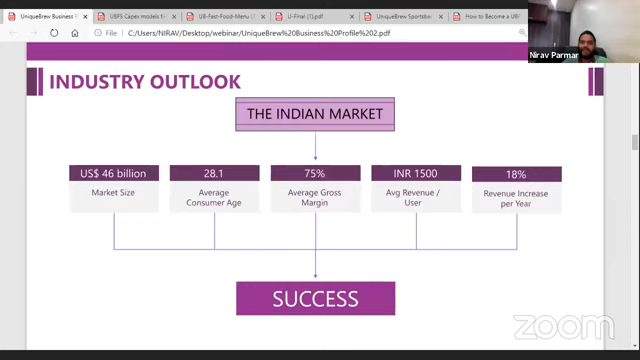 UniqueBrew Business P
UBFS Capex models fo
UB-Fast-Food-Menu (7
U-Final (1).pdf
UniqueBrew Sportsbo
How to Become a UB
File
C:/Users/NIRAV/Desktop/webinar/UniqueBrew%20Business%20Profile%202.pdf
Nirav Parmar
INDUSTRY OUTLOOK
THE INDIAN MARKET
US$ 46 billion
Market Size
28.1
Average
Consumer Age
75%
Average Gross
Margin
INR 1500
Avg Revenue /
User
18%
Revenue Increase
per Year
SUCCESS
zoom